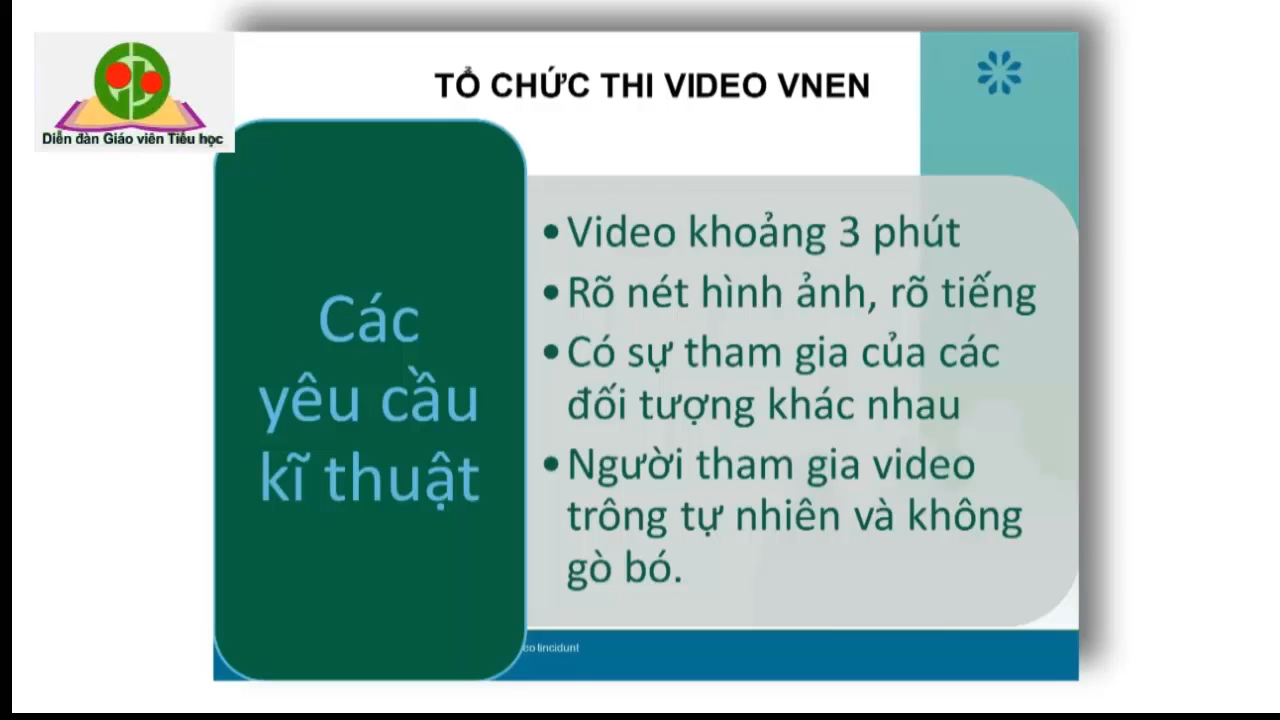 Diễn đàn Giáo viên Tiểu học
TỔ CHỨC THI VIDEO VNEN
Các
yêu cầu
kĩ thuật
•Video khoảng 3 phút
•Rõ nét hình ảnh, rõ tiếng
•Có sự tham gia của các
đối tượng khác nhau
•Người tham gia video
trông tự nhiên và không
gò bó.
co tincidunt